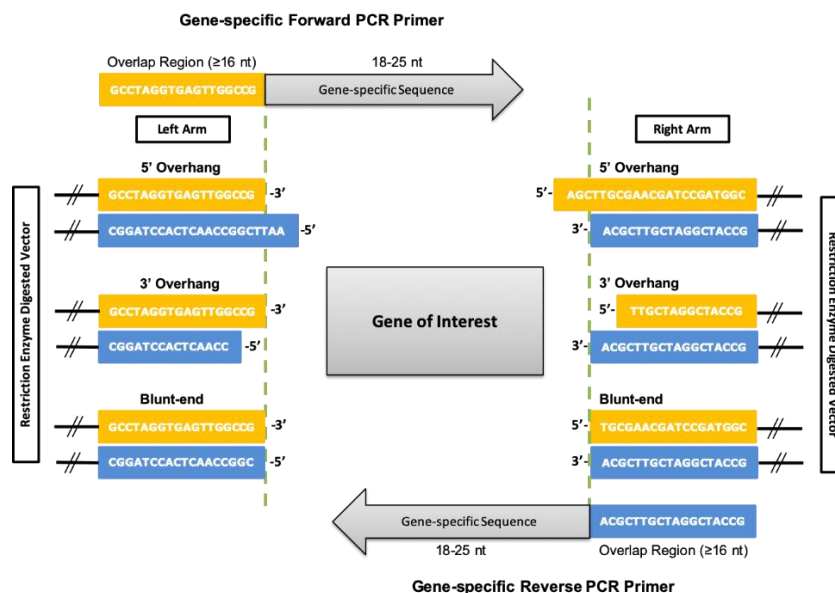 Gene-specific Forward PCR Primer
Overlap Region (≥16 nt)
18-25 nt
GCCTAGGTGAGTTGGCCG
Gene-specific Sequence
Left Arm
Right Arm
5’ Overhang
5’ Overhang
GCCTAGGTGAGTTGGCCG -3’
5’- AGCTTGCGAACGATCCGATGGC
CGGATCCACTCAACCGGCTTAA -5’
3’- ACGCTTGCTAGGCTACCG
3’ Overhang
3’ Overhang
GCCTAGGTGAGTTGGCCG -3’
5’- TTGCTAGGCTACCG
CGGATCCACTCAACC -5’
3’- ACGCTTGCTAGGCTACCG
Gene of Interest
Blunt-end
Blunt-end
GCCTAGGTGAGTTGGCCG -3’
5’- TGCGAACGATCCGATGGC
CGGATCCACTCAACCGGC -5’
3’- ACGCTTGCTAGGCTACCG
Restriction Enzyme Digested Vector
Restriction Enzyme Digested Vector
Gene-specific Sequence
ACGCTTGCTAGGCTACCG
18-25 nt
Overlap Region (≥16 nt)
Gene-specific Reverse PCR Primer